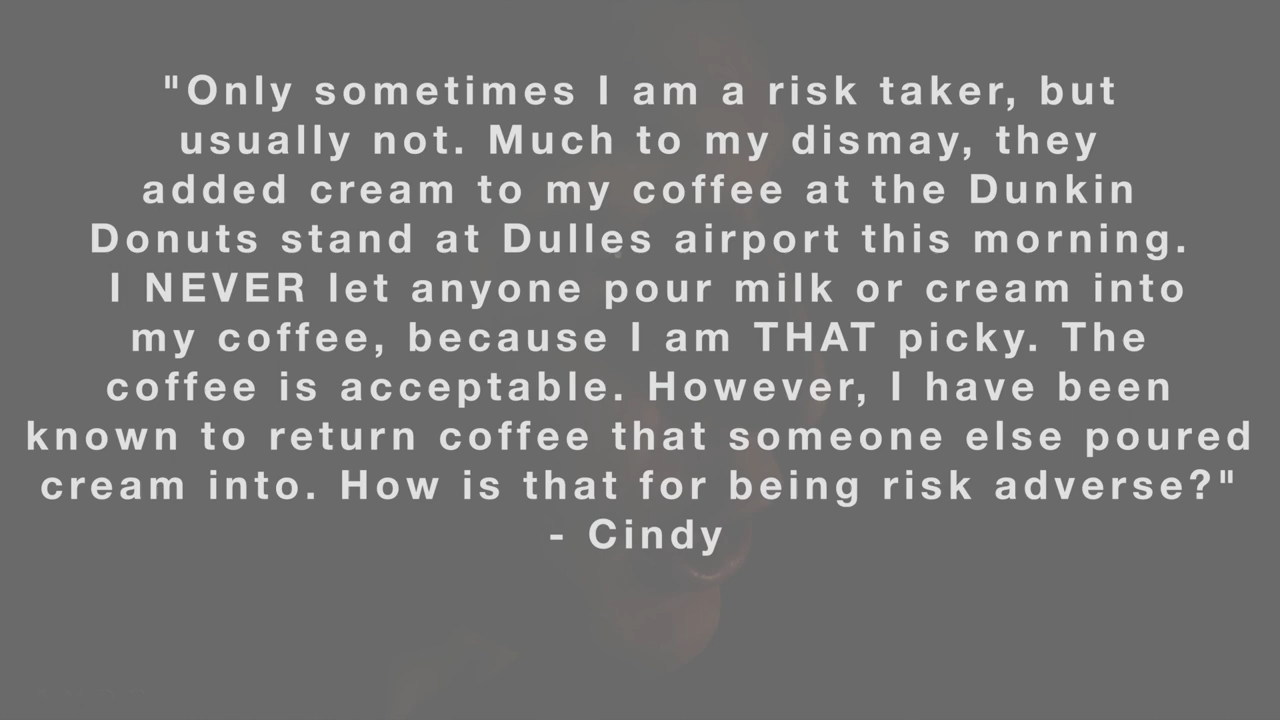 "Only sometimes I am a risk taker, but
usually not. Much to my dismay, they
added cream to my coffee at the Dunkin
Donuts stand at Dulles airport this morning.
I NEVER let anyone pour milk or cream into
my coffee, because I am THAT picky. The
coffee is acceptable. However, I have been
known to return coffee that someone else poured
cream into. How is that for being risk adverse?"
- Cindy